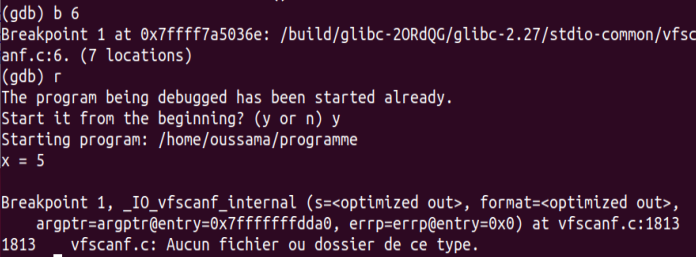 (gdb) b 6
Breakpoint 1 at 0x7ffff7a5036e: /build/glibc-2ORdQG/glibc-2.27/stdio-common/vfsc
anf.c:6. (7 locations)
(gdb) r
The program being debugged has been started already.
Start it from the beginning? (y or n) y
Starting program: /home/oussama/programme
x = 5
Breakpoint 1, _IO_vfscanf_internal (s=<optimized out>, format=<optimized out>,
argptr=argptr@entry=0x7fffffffdda0, errp=errp@entry=0x0) at vfscanf.c:1813
1813 vfscanf.c: Aucun fichier ou dossier de ce type.